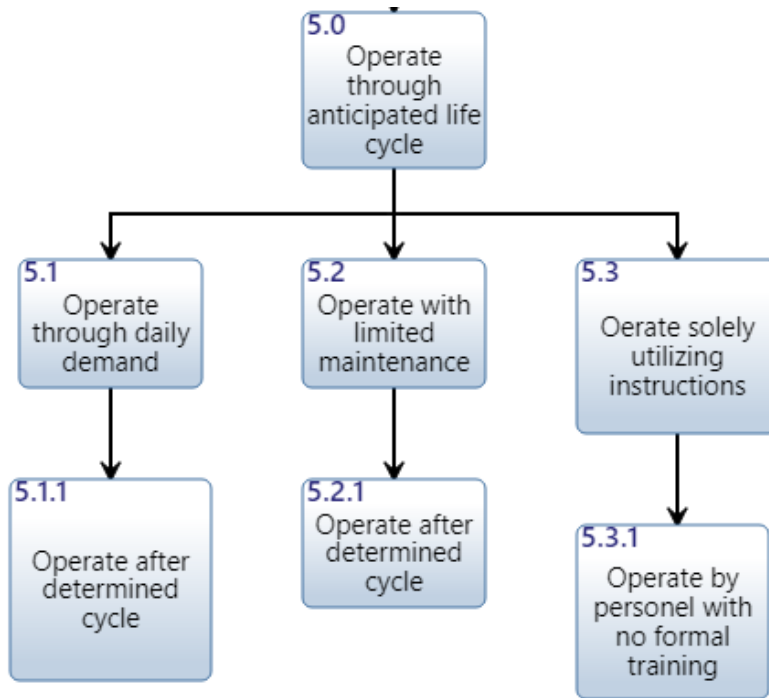 5.0
Operate
through
anticipated life
cycle
5.1
Operate
through daily
demand
5.2
Operate with
limited
maintenance
5.3
Oerate solely
utilizing
instructions
5.1.1
Operate after
determined
cycle
5.2.1
Operate after
determined
cycle
5.3.1
Operate by
personel with
no formal
training